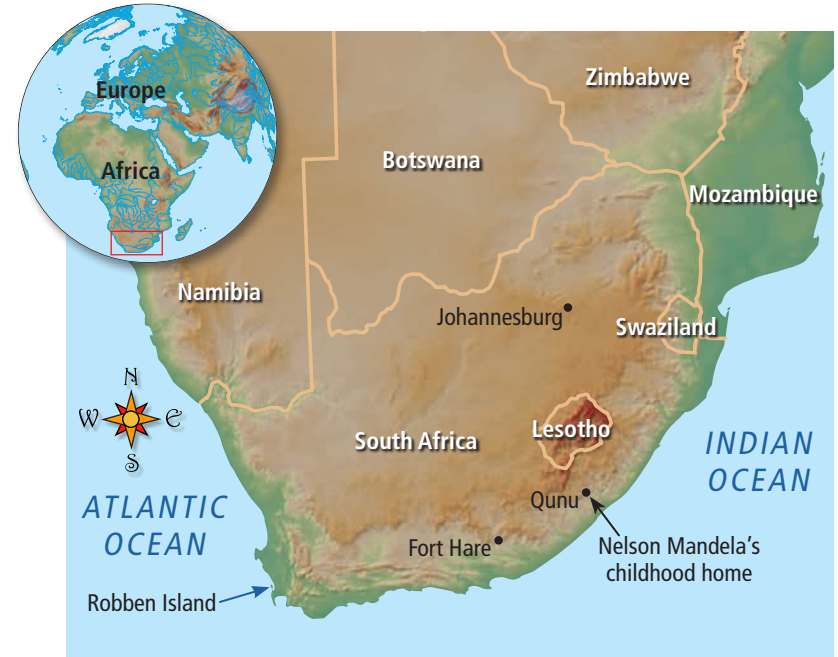 Europe
Africa
Zimbabwe
Botswana
Mozambique
Namibia
Johannesburg
Swaziland
N
W
E
S
South Africa
Lesotho
INDIAN
OCEAN
ATLANTIC
OCEAN
Qunu
Fort Hare
Nelson Mandela's
childhood home
Robben Island